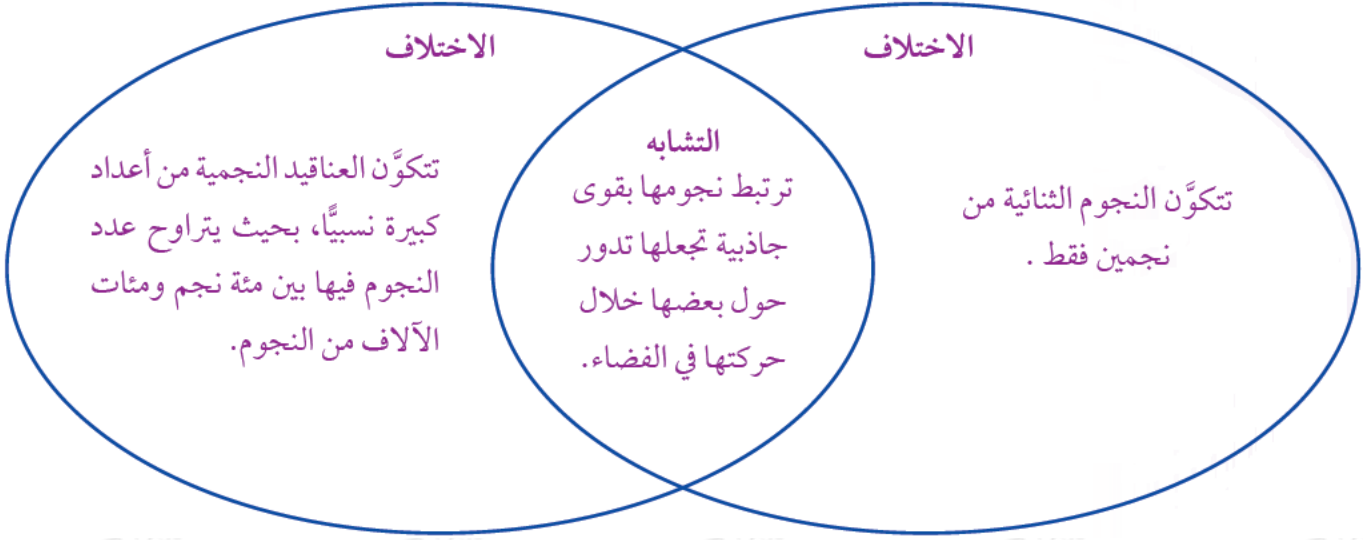 الاختلاف
تتكوَّن النجوم الثنائية من
نجمين فقط .
التشابه
ترتبط نجومها بقوى
جاذبية تجعلها تدور
حول بعضها خلال
حركتها في الفضاء.
الاختلاف
تتكوَّن العناقيد النجمية من أعداد
كبيرة نسبيًّا، بحيث يتراوح عدد
النجوم فيها بين مئة نجم ومئات
الآلاف من النجوم.